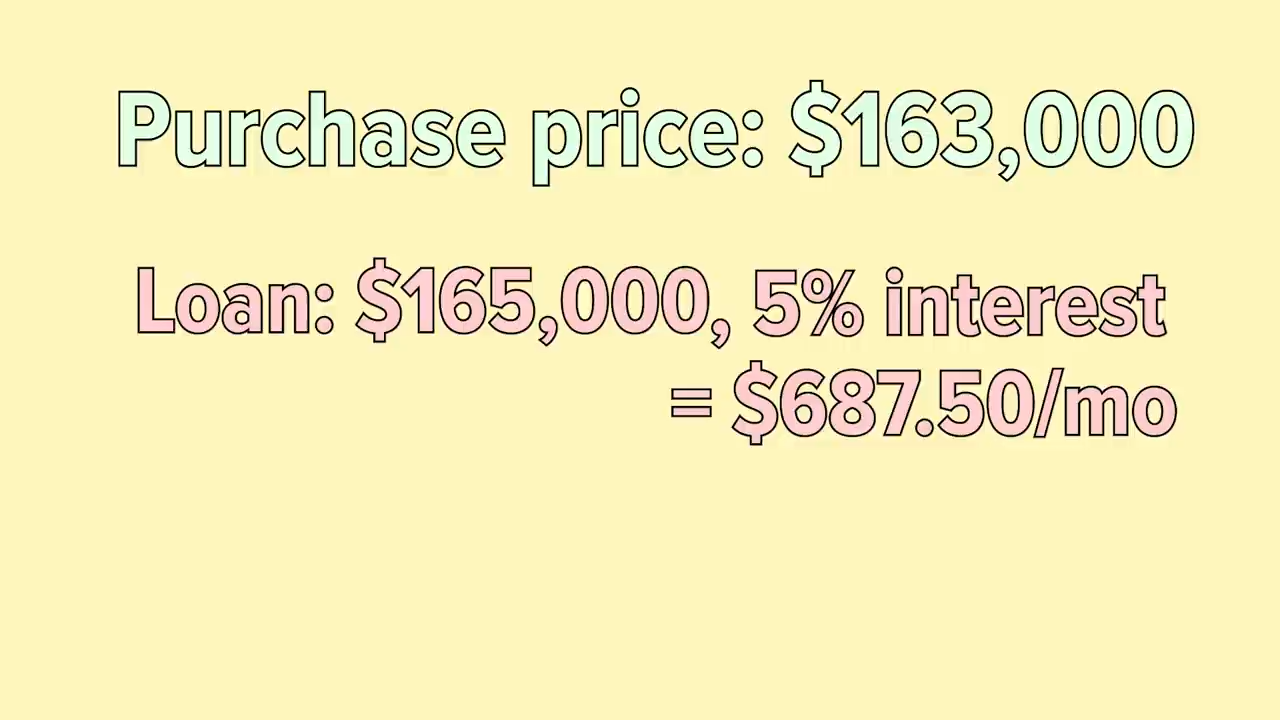 Purchase price: $163,000
Loan: $165,000, 5% interest
= $687.50/mo